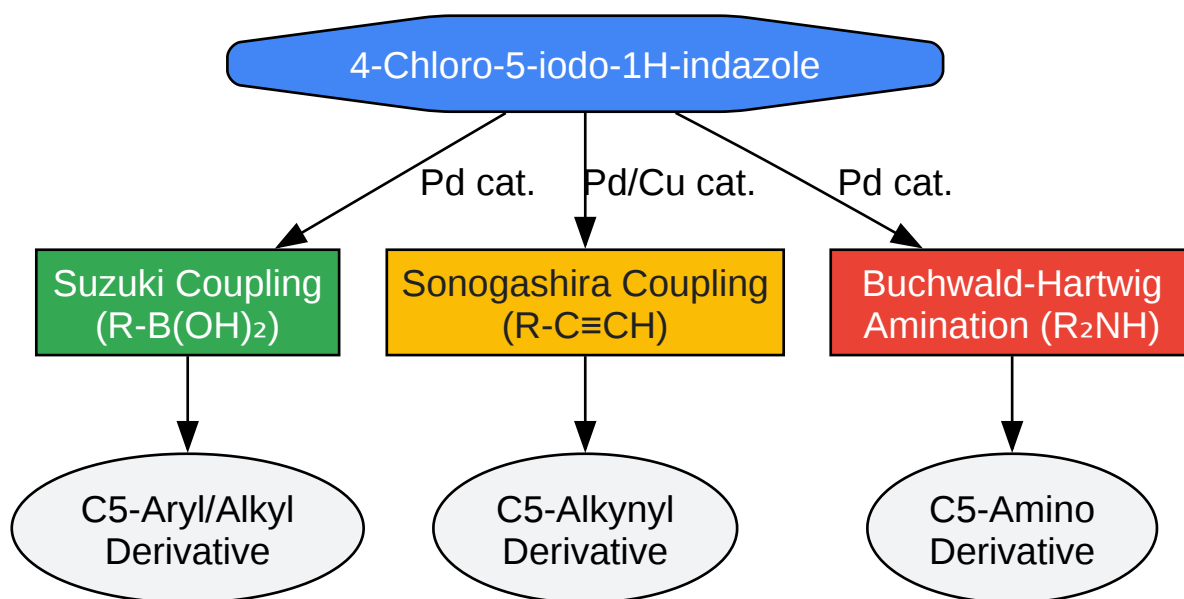 4-Chloro-5-iodo-1H-indazole
Pd cat.
Pd/Cu cat.
Pd cat.
Suzuki Coupling
(R-B(OH)₂)
Sonogashira Coupling
(R-C≡CH)
Buchwald-Hartwig
Amination (R₂NH)
C5-Aryl/Alkyl
Derivative
C5-Alkynyl
Derivative
C5-Amino
Derivative